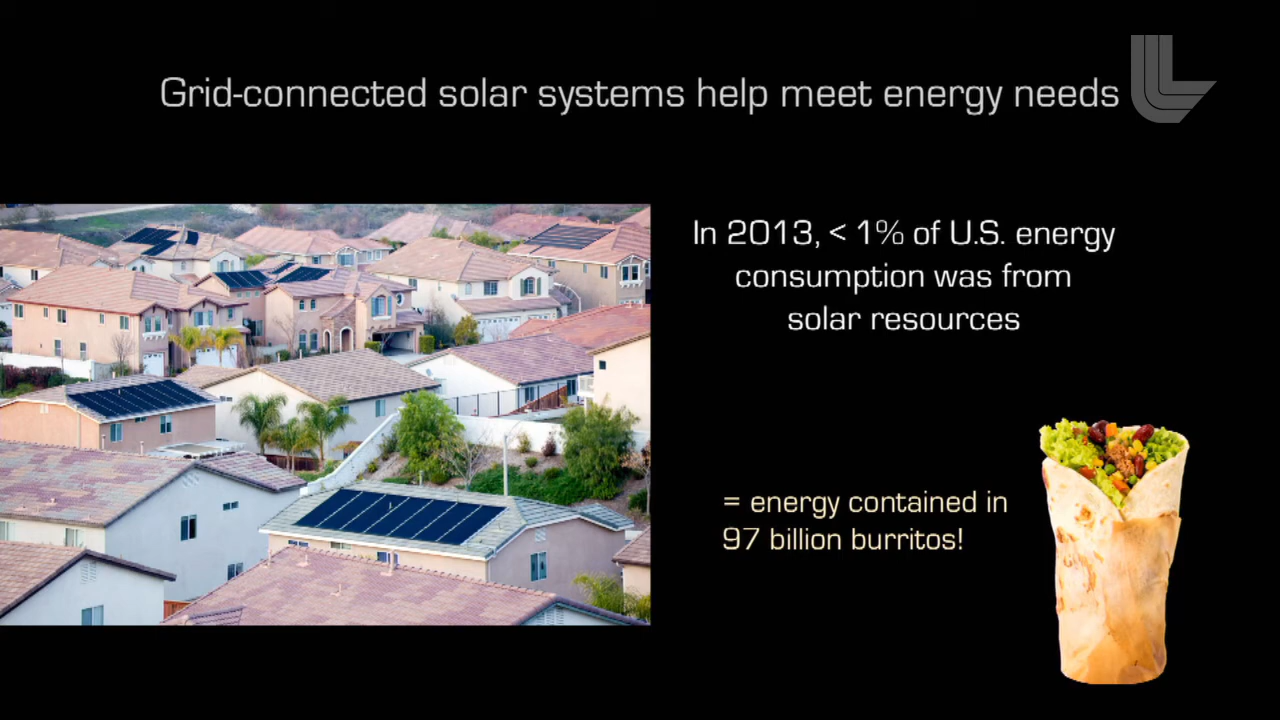 Grid-connected solar systems help meet energy needs
In 2013, < 1% of U.S. energy
consumption was from
solar resources
= energy contained in
97 billion burritos!